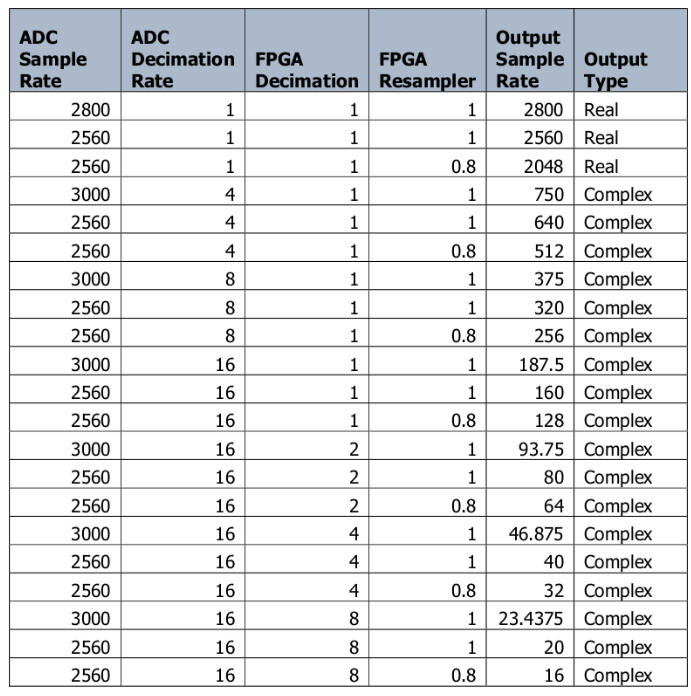 ADC Sample Rate ADC Decimation Rate FPGA Decimation FPGA Resampler Output Sample Rate Output Type
2800 1 1 1 2800 Real
2560 1 1 1 2560 Real
2560 1 1 0.8 2048 Real
3000 4 1 1 750 Complex
2560 4 1 1 640 Complex
2560 4 1 0.8 512 Complex
3000 8 1 1 375 Complex
2560 8 1 1 320 Complex
2560 8 1 0.8 256 Complex
3000 16 1 1 187.5 Complex
2560 16 1 1 160 Complex
2560 16 1 0.8 128 Complex
3000 16 2 1 93.75 Complex
2560 16 2 1 80 Complex
2560 16 2 0.8 64 Complex
3000 16 4 1 46.875 Complex
2560 16 4 1 40 Complex
2560 16 4 0.8 32 Complex
3000 16 8 1 23.4375 Complex
2560 16 8 1 20 Complex
2560 16 8 0.8 16 Complex